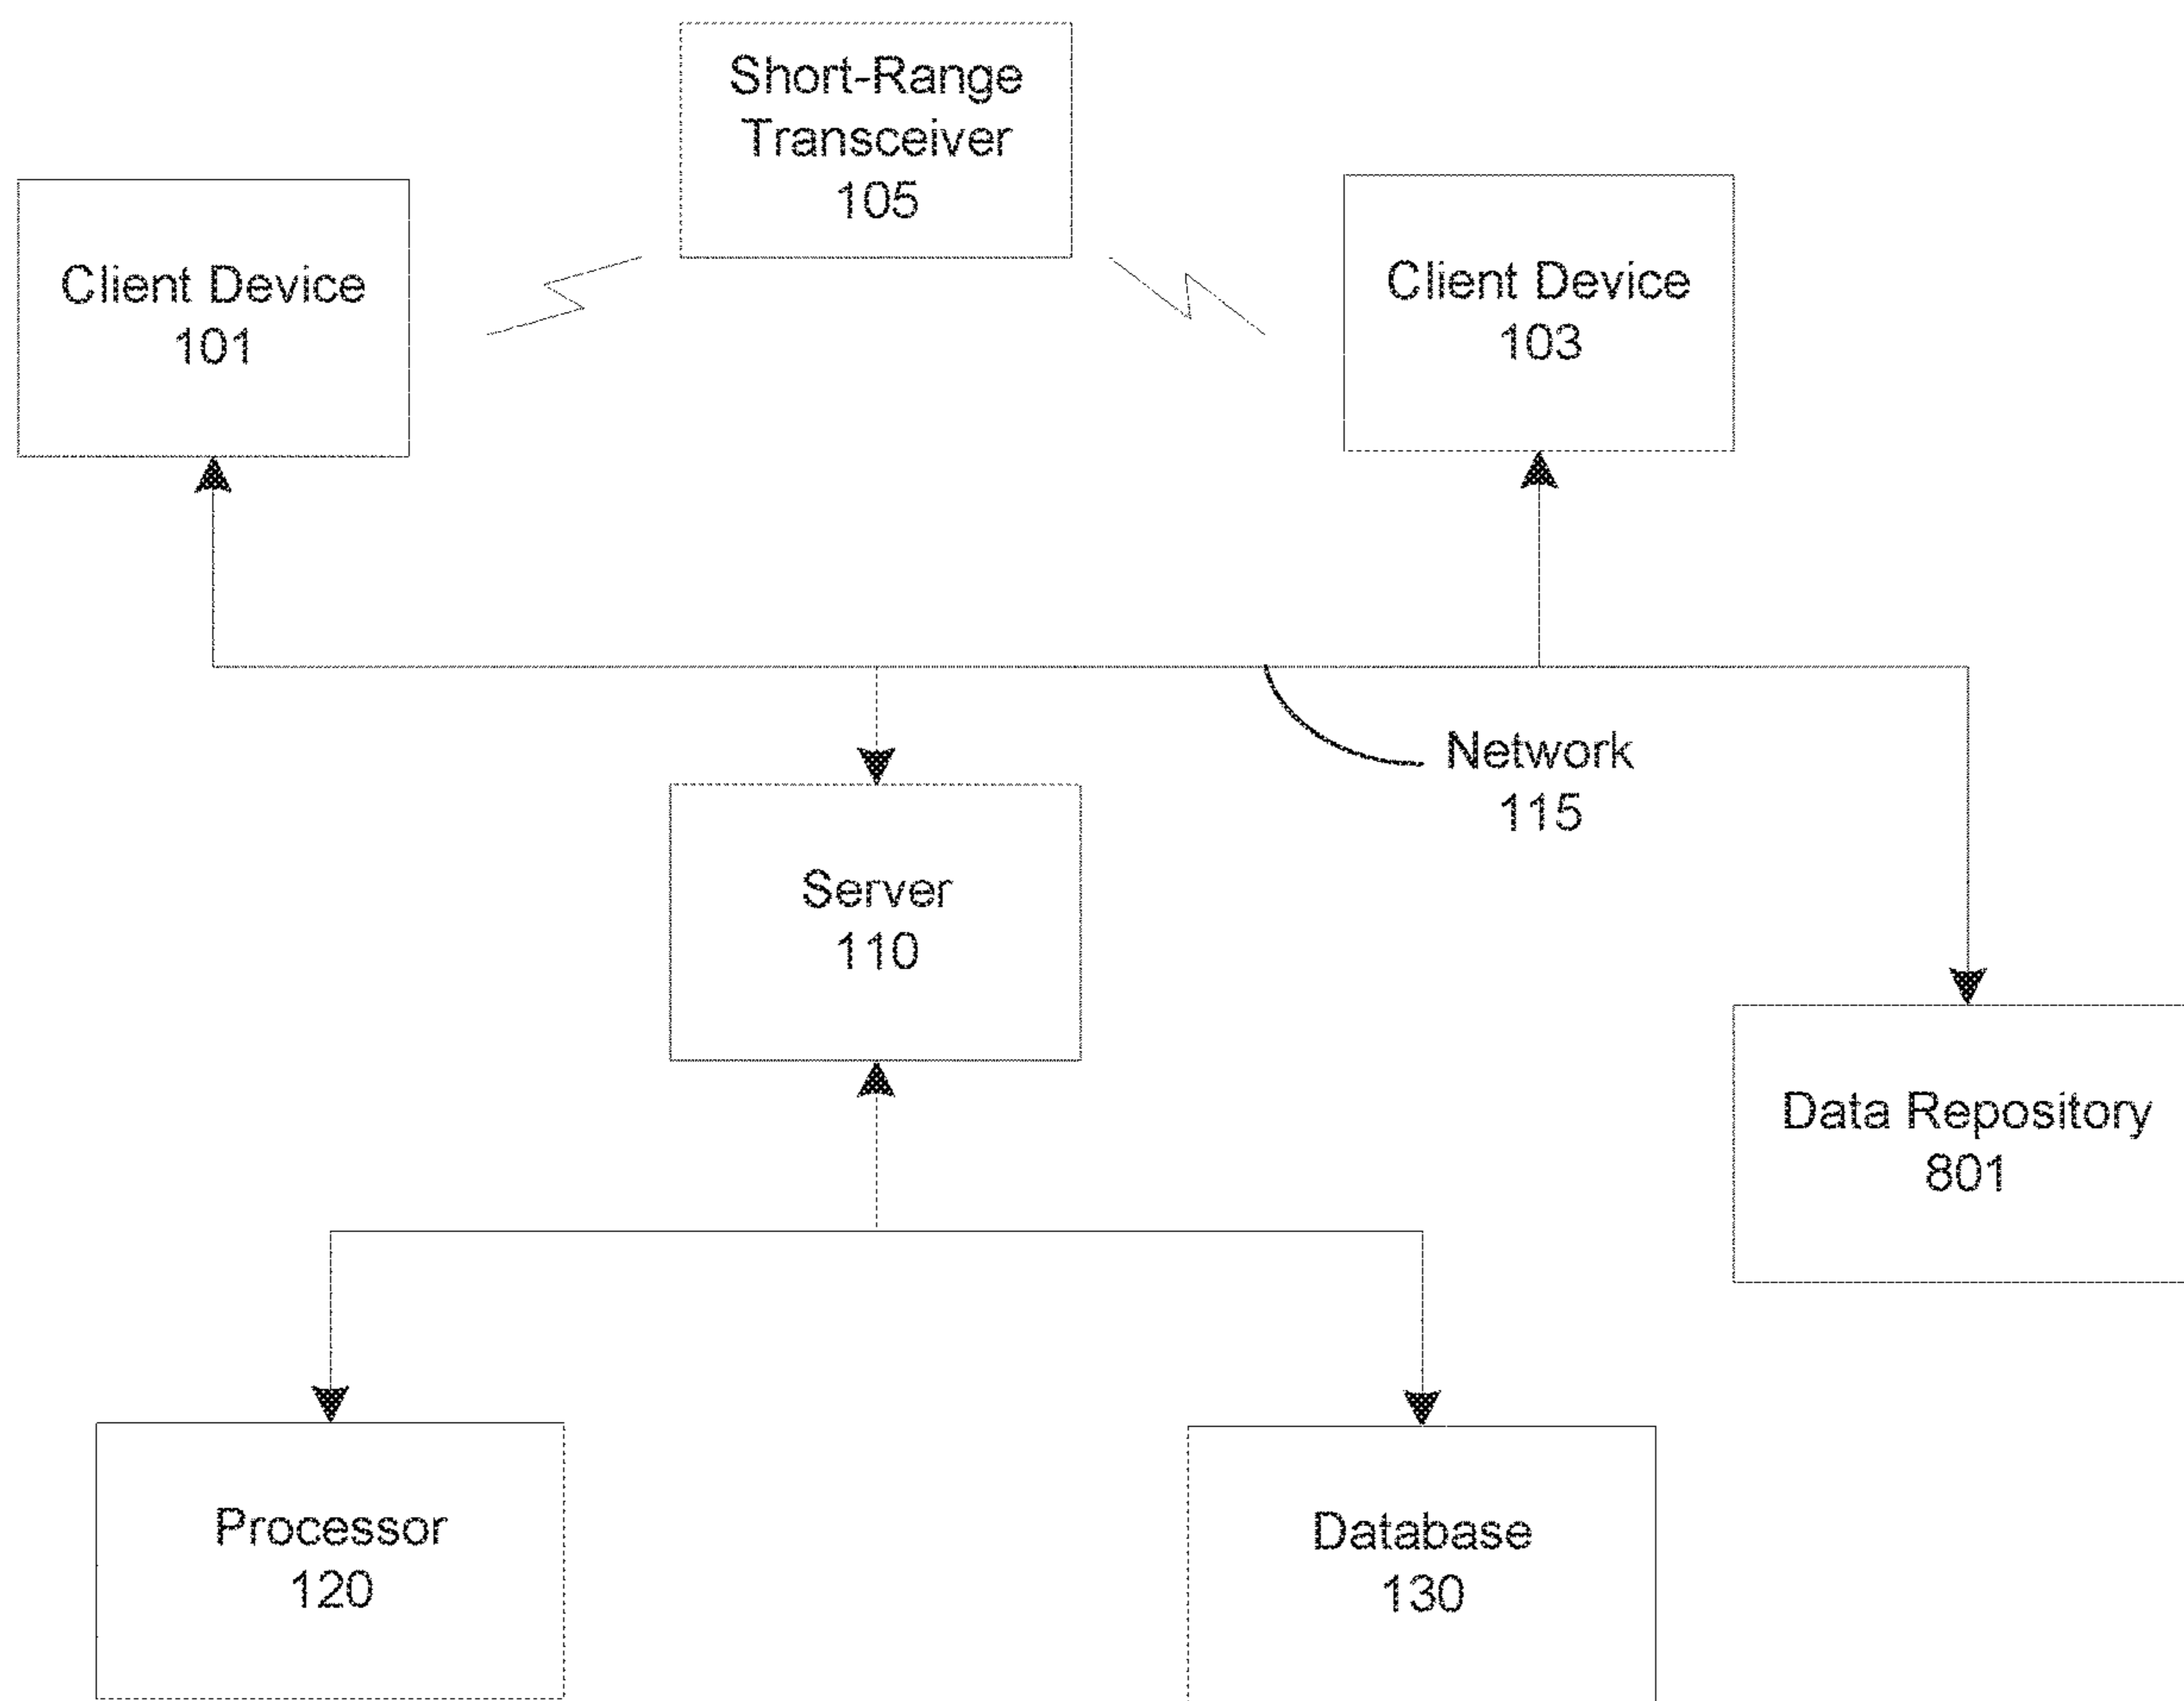 Short-Range
Transceiver
105
Client Device
101
Client Device
103
Network
115
Server
110
Data Repository
801
Processor
120
Database
130